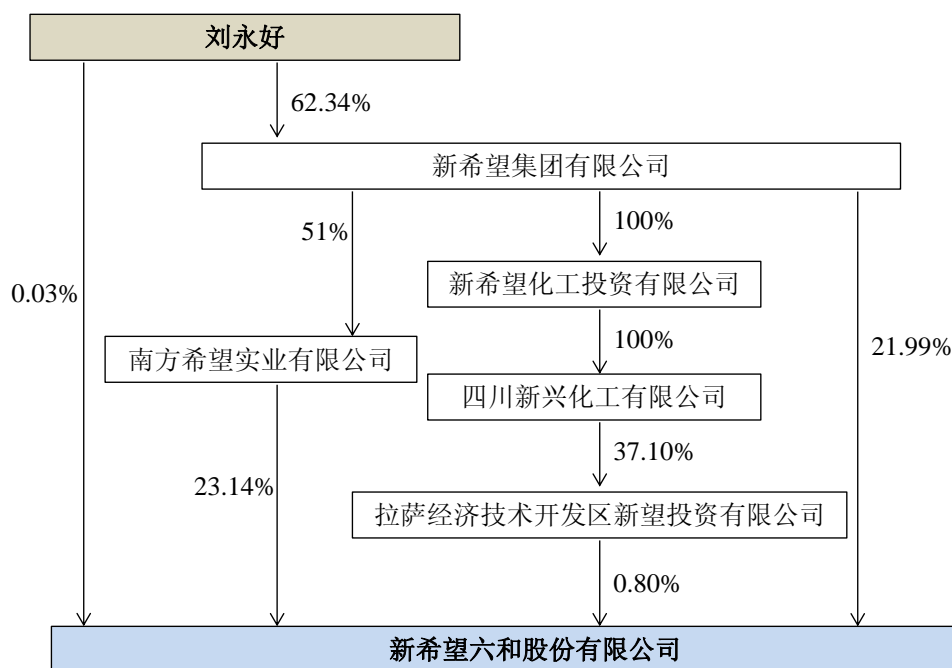 刘永好
62.34%
新希望集团有限公司
51%
100%
新希望化工投资有限公司
0.03%
南方希望实业有限公司
100%
21.99%
四川新兴化工有限公司
37.10%
23.14%
拉萨经济技术开发区新望投资有限公司
0.80%
新希望六和股份有限公司